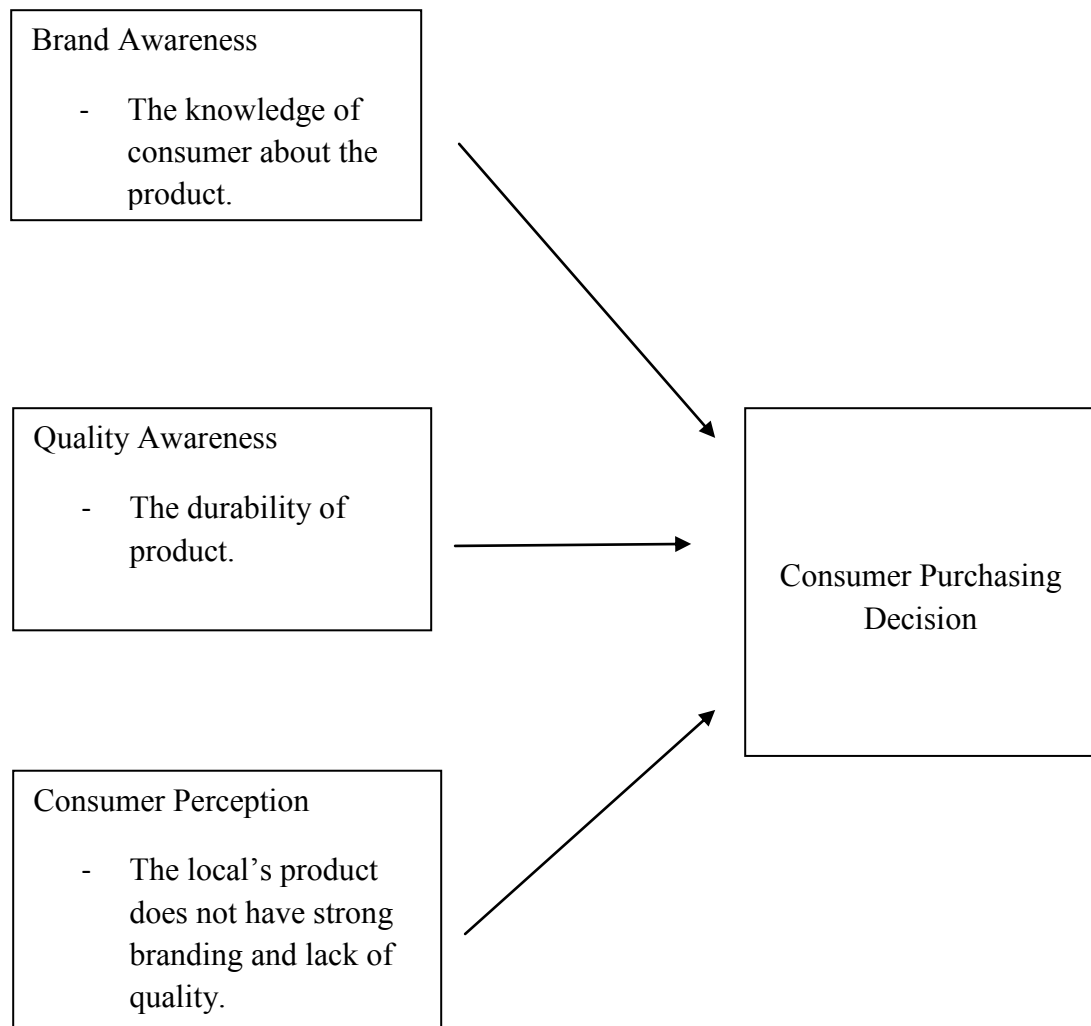 Brand Awareness
- The knowledge of
consumer about the
product.
Quality Awareness
- The durability of
product.
Consumer Purchasing
Decision
Consumer Perception
- The local’s product
does not have strong
branding and lack of
quality.